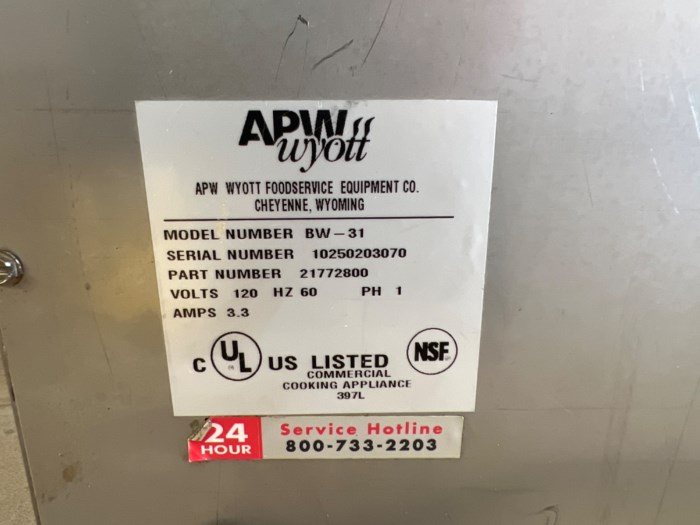 APW
wyott
APW WYOTT FOODSERVICE EQUIPMENT CO.
CHEYENNE, WYOMING
MODEL NUMBER BW-31
SERIAL NUMBER 10250203070
PART NUMBER 21772800
VOLTS 120 HZ 60 PH 1
AMPS 3.3
C UL US LISTED NSF
COMMERCIAL
COOKING APPLIANCE
397L
24 HOUR
Service Hotline
800-733-2203